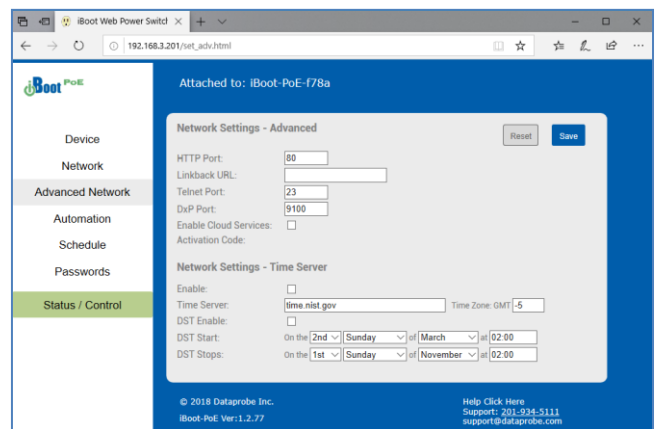 iBoot Web Power Switch
192.168.3.201/set_adv.html
iBoot PoE
Attached to: iBoot-PoE-f78a
Device
Network
Advanced Network
Automation
Schedule
Passwords
Status / Control
Network Settings - Advanced
Reset Save
HTTP Port: 80
Linkback URL:
Telnet Port: 23
DxP Port: 9100
Enable Cloud Services:
Activation Code:
Network Settings - Time Server
Enable:
Time Server: time.nist.gov Time Zone: GMT -5
DST Enable:
DST Start: On the 2nd Sunday of March at 02:00
DST Stops: On the 1st Sunday of November at 02:00
© 2018 Dataprobe Inc.
iBoot-PoE Ver:1.2.77
Help Click Here
Support: 201-934-5111
support@dataprobe.com